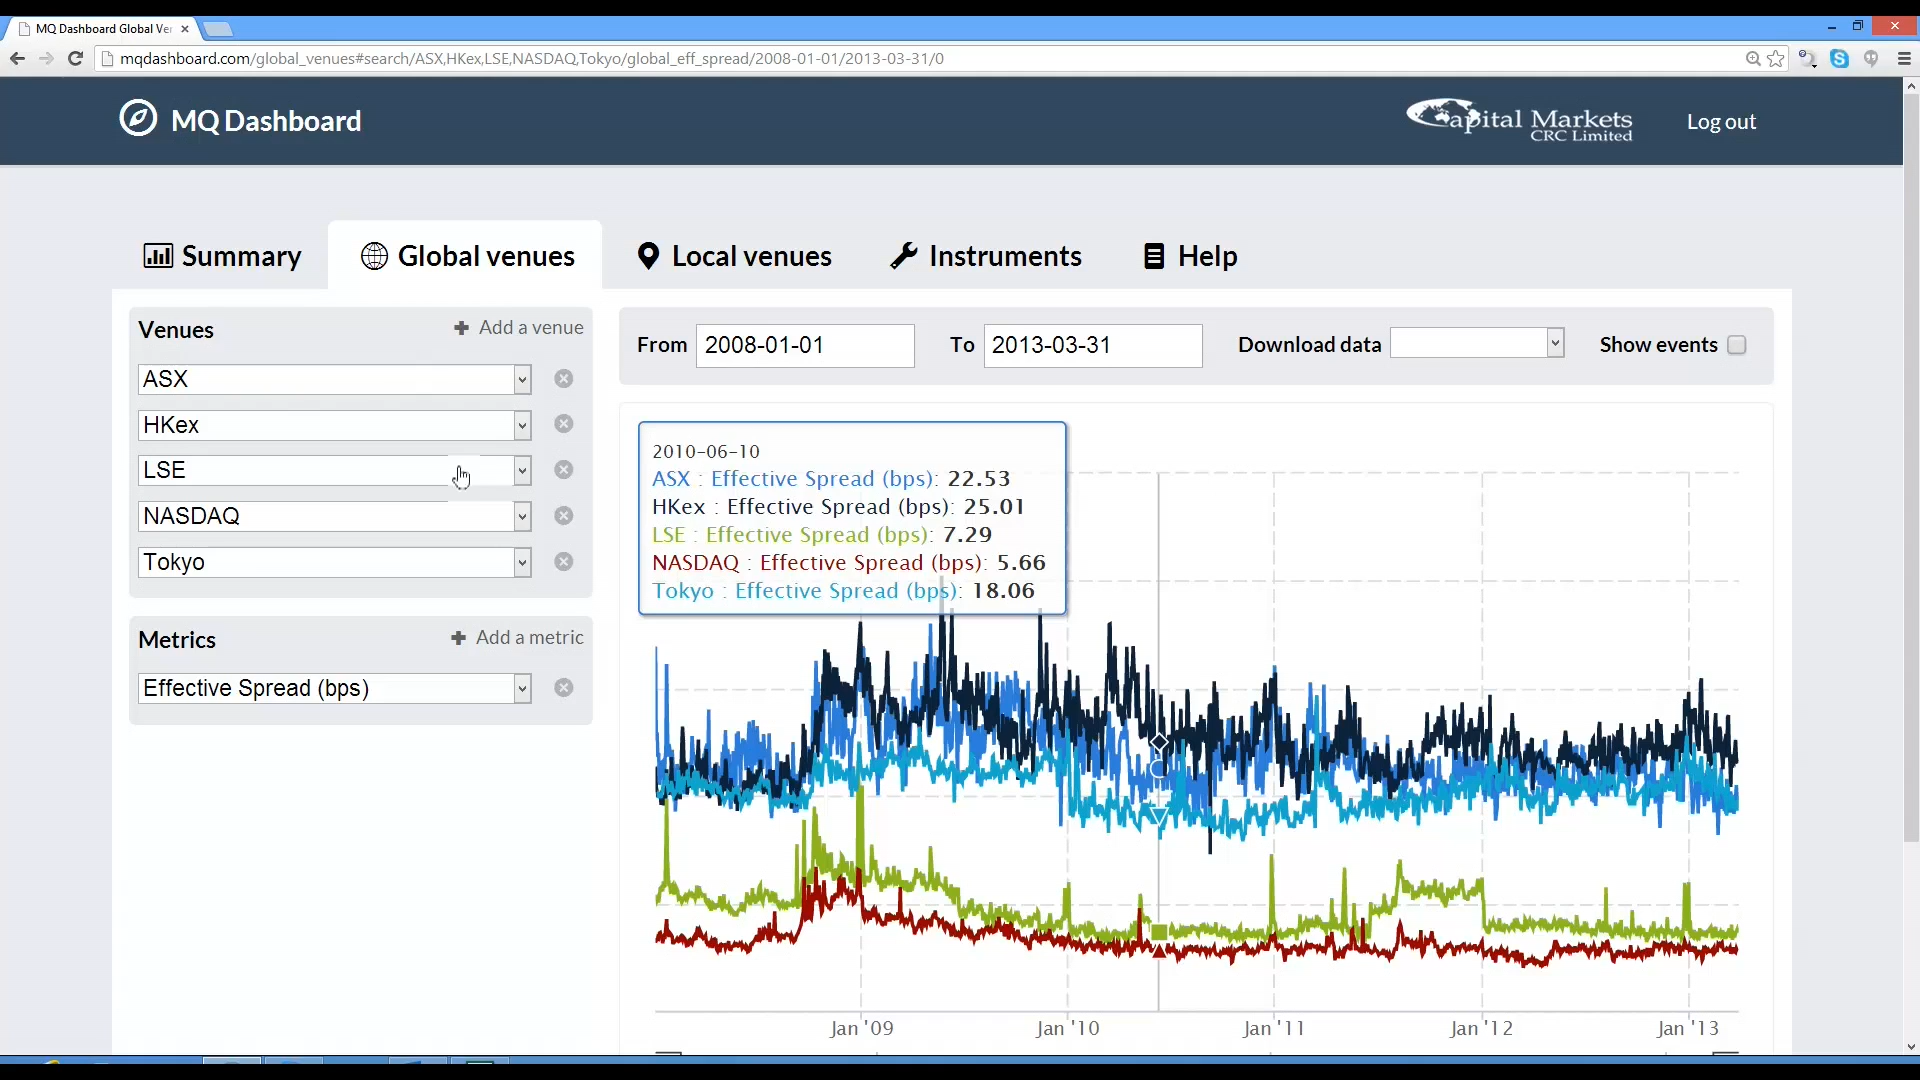 MQ Dashboard Global Ve
mqdashboard.com/global_venues#search/ASX,HKex,LSE,NASDAQ,Tokyo/global_eff_spread/2008-01-01/2013-03-31/0
MQ Dashboard
Capital Markets
CRC Limited
Log out
Summary
Global venues
Local venues
Instruments
Help
Venues
Add a venue
ASX
HKex
LSE
NASDAQ
Tokyo
Metrics
Add a metric
Effective Spread (bps)
From 2008-01-01 To 2013-03-31 Download data Show events
2010-06-10
ASX : Effective Spread (bps): 22.53
HKex : Effective Spread (bps): 25.01
LSE : Effective Spread (bps): 7.29
NASDAQ : Effective Spread (bps): 5.66
Tokyo : Effective Spread (bps): 18.06
Jan '09 Jan '10 Jan '11 Jan '12 Jan '13